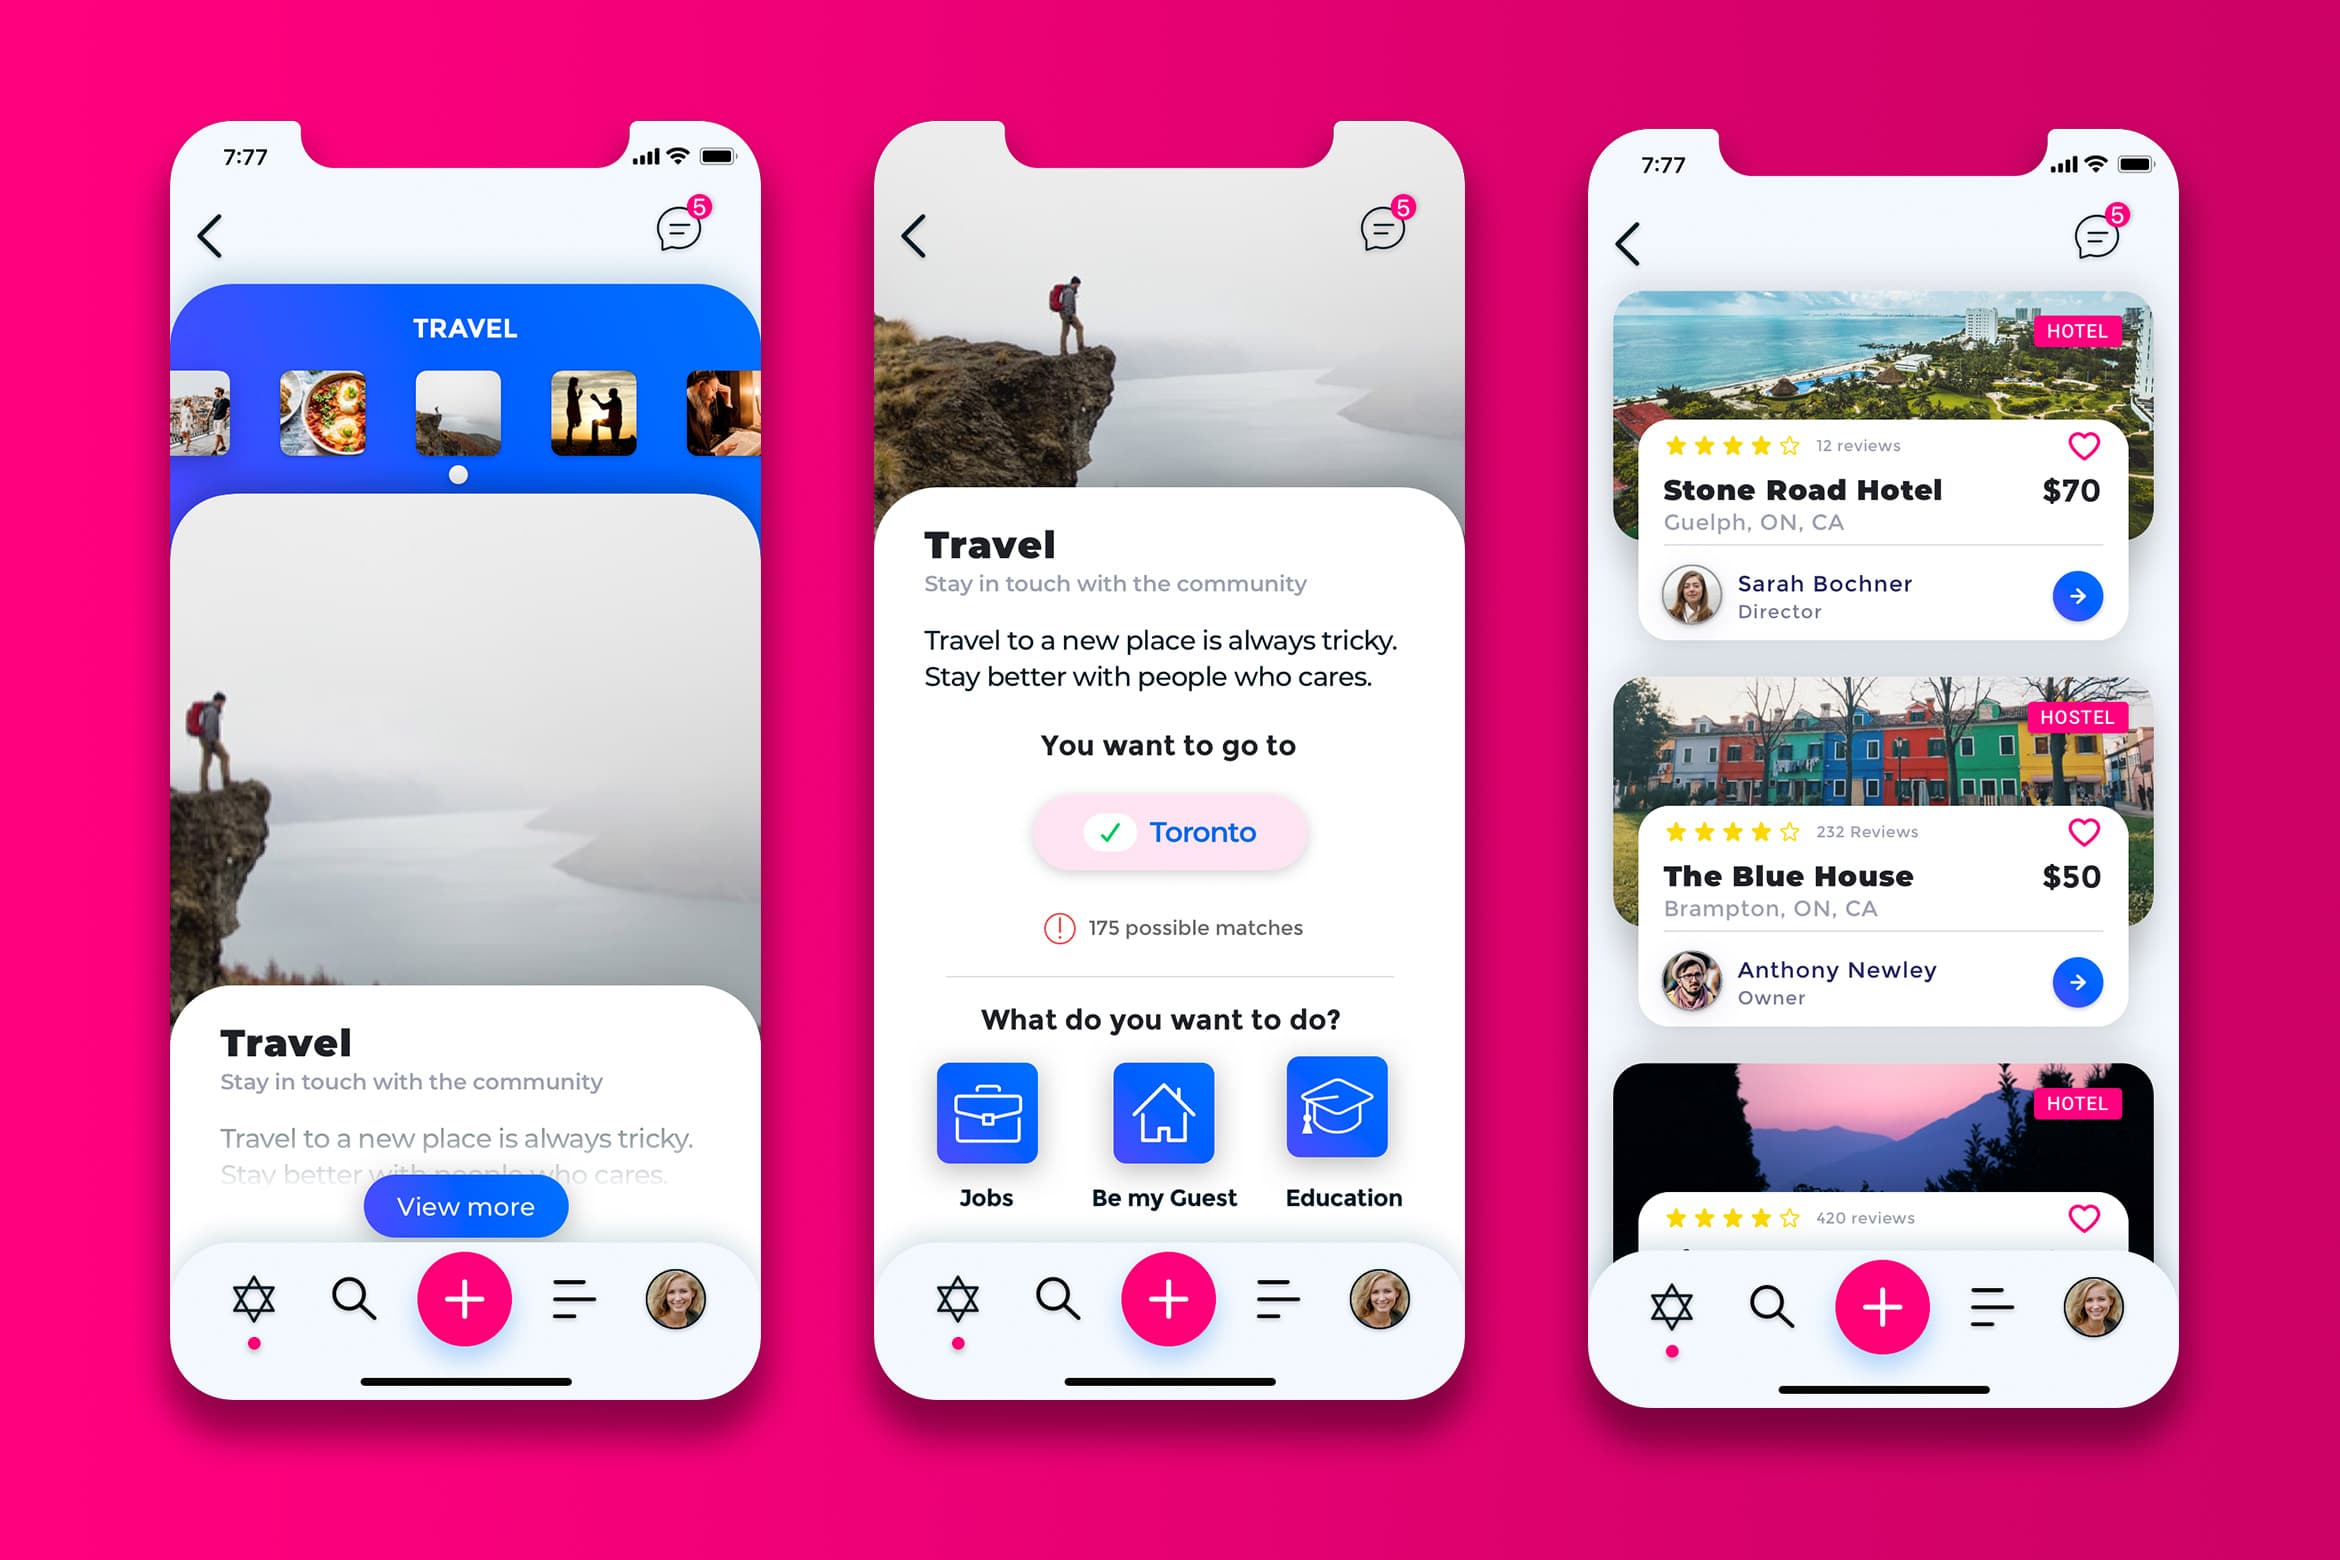 7:77
5
TRAVEL
Travel
Stay in touch with the community
Travel to a new place is always tricky.
Stay better with people who cares.
View more
5
Travel
Stay in touch with the community
Travel to a new place is always tricky.
Stay better with people who cares.
You want to go to
Toronto
175 possible matches
What do you want to do?
Jobs
Be my Guest
Education
7:77
5
HOTEL
12 reviews
Stone Road Hotel
$70
Guelph, ON, CA
Sarah Bochner
Director
HOSTEL
232 Reviews
The Blue House
$50
Brampton, ON, CA
Anthony Newley
Owner
HOTEL
420 reviews